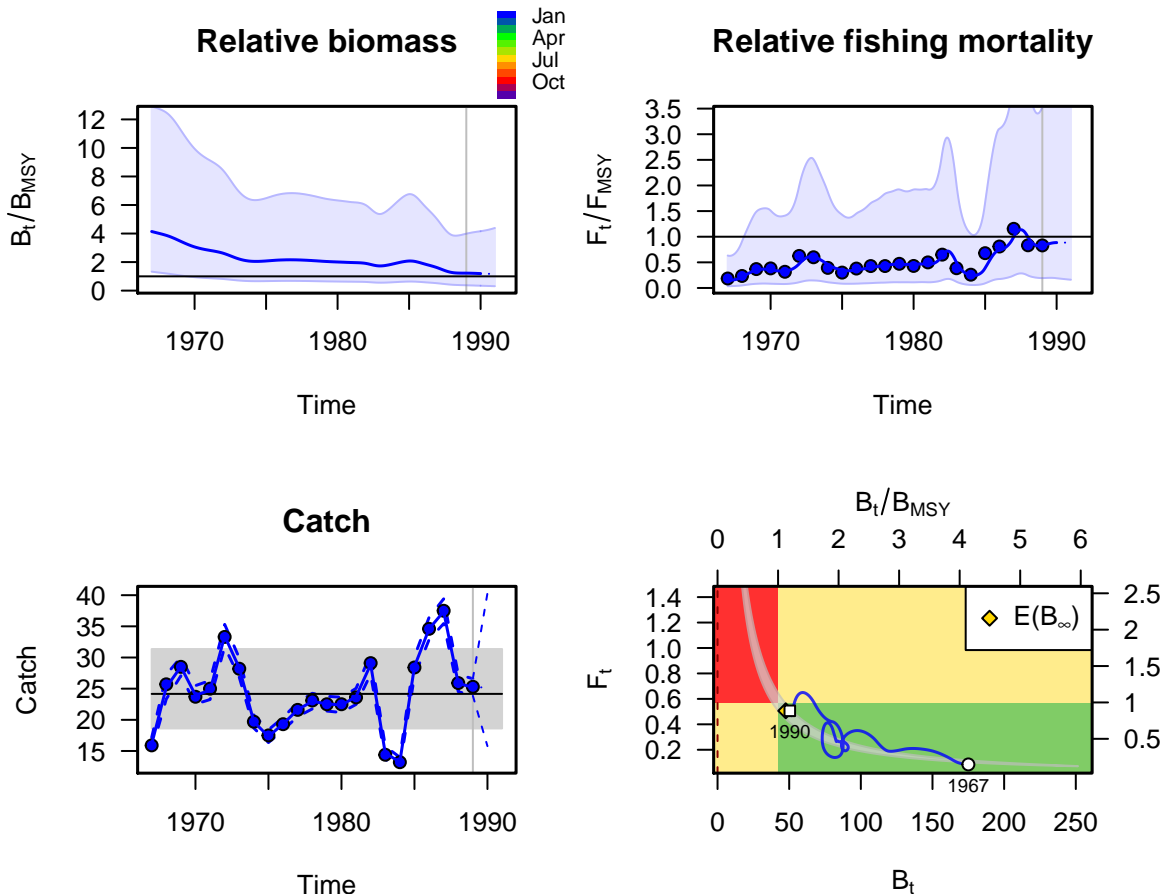 Relative biomass
Jan
Apr
Jul
Oct
Bt/BMSY
12
10
8
6
4
2
0
1970 1980 1990
Time
Relative fishing mortality
Ft/FMSY
3.5
3.0
2.5
2.0
1.5
1.0
0.5
0.0
1970 1980 1990
Time
Catch
Catch
40
35
30
25
20
15
1970 1980 1990
Time
Bt/BMSY
0 1 2 3 4 5 6
Ft
1.4
1.2
1.0
0.8
0.6
0.4
0.2
E(B∞)
2.5
2.0
1.5
1.0
0.5
1990
1967
0 50 100 150 200 250
Bt